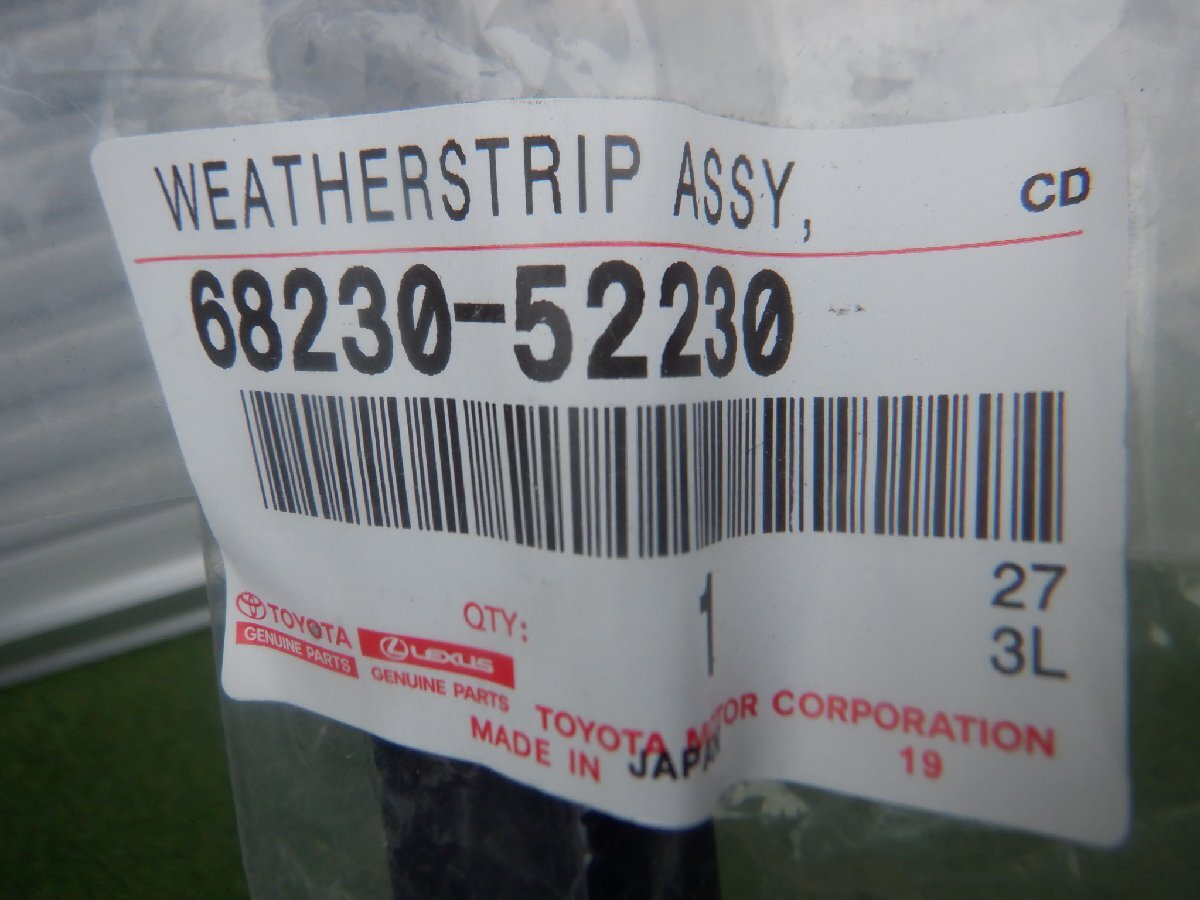 WEATHERSTRIP ASSY,
CD
68230-52230
27
3L
QTY: 1
TOYOTA
GENUINE PARTS
LEXUS
GENUINE PARTS
TOYOTA MOTOR CORPORATION
MADE IN JAPAN
19